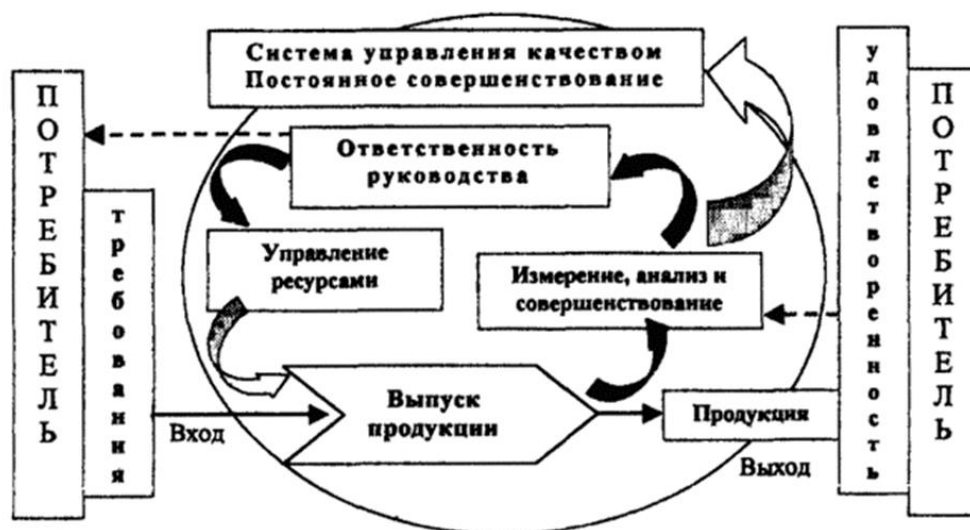 Система управления качеством
Постоянное совершенствование
ПОТРЕБИТЕЛЬ
требования
Ответственность
руководства
Управление
ресурсами
Измерение, анализ и
совершенствование
Выпуск
продукции
Вход
Продукция
Выход
удовлетворенность
ПОТРЕБИТЕЛЬ